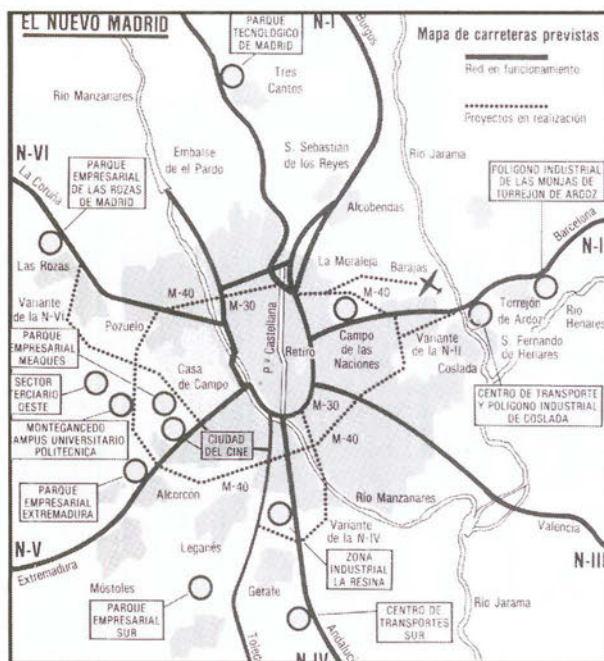 EL NUEVO MADRID
N-I
Burgos
PARQUE
TECNOLOGICO
DE MADRID
Tres
Cantos
Mapa de carreteras previstas
Red en funcionamiento
Proyectos en realización
Río Manzanares
S. Sebastián
de los Reyes
Río Jarama
Embalse
de el Pardo
N-VI
La Coruña
PARQUE
EMPRESARIAL
DE LAS ROZAS
DE MADRID
POLIGONO INDUSTRIAL
DE LAS MONJAS DE
TORREJON DE ARDOZ
Alcobendas
Barcelona
N-I
Las Rozas
La Moraleja
Barajas
M-40
M-30
M-40
Variante
de la N-VI
Pozuelo
Pº Castellana
Retiro
Campo
de las
Naciones
Variante
de la N-II
Torrejón
de Ardoz
Río
Henares
S. Fernando
de Henares
Coslada
PARQUE
EMPRESARIAL
MEAQUES
Casa
de Campo
SECTOR
TERCIARIO
OESTE
CENTRO DE TRANSPORTE
Y POLIGONO INDUSTRIAL
DE COSLADA
MONTEGANCEDO
CAMPUS UNIVERSITARIO
POLITECNICA
CIUDAD
DEL CINE
M-30
M-40
PARQUE
EMPRESARIAL
EXTREMADURA
Alcorcón
M-40
Río Manzanares
Valencia
N-III
N-V
Extremadura
Leganés
Variante
de la N-IV
ZONA
INDUSTRIAL
LA RESINA
Móstoles
PARQUE
EMPRESARIAL
SUR
Getafe
CENTRO DE
TRANSPORTES
SUR
Río Jarama
Toledo
N-IV
Andalucía